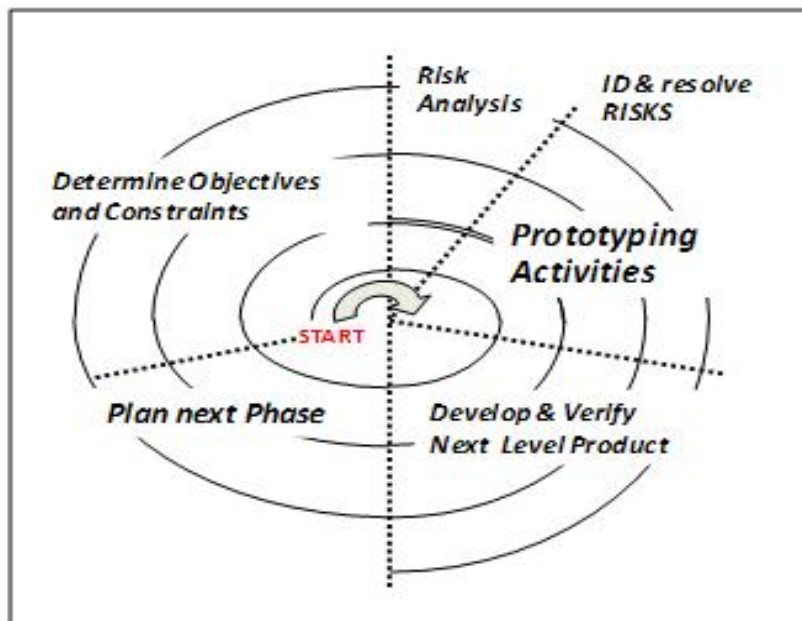 Risk
Analysis
ID & resolve
RISKS
Determine Objectives
and Constraints
Prototyping
Activities
START
Plan next Phase
Develop & Verify
Next Level Product